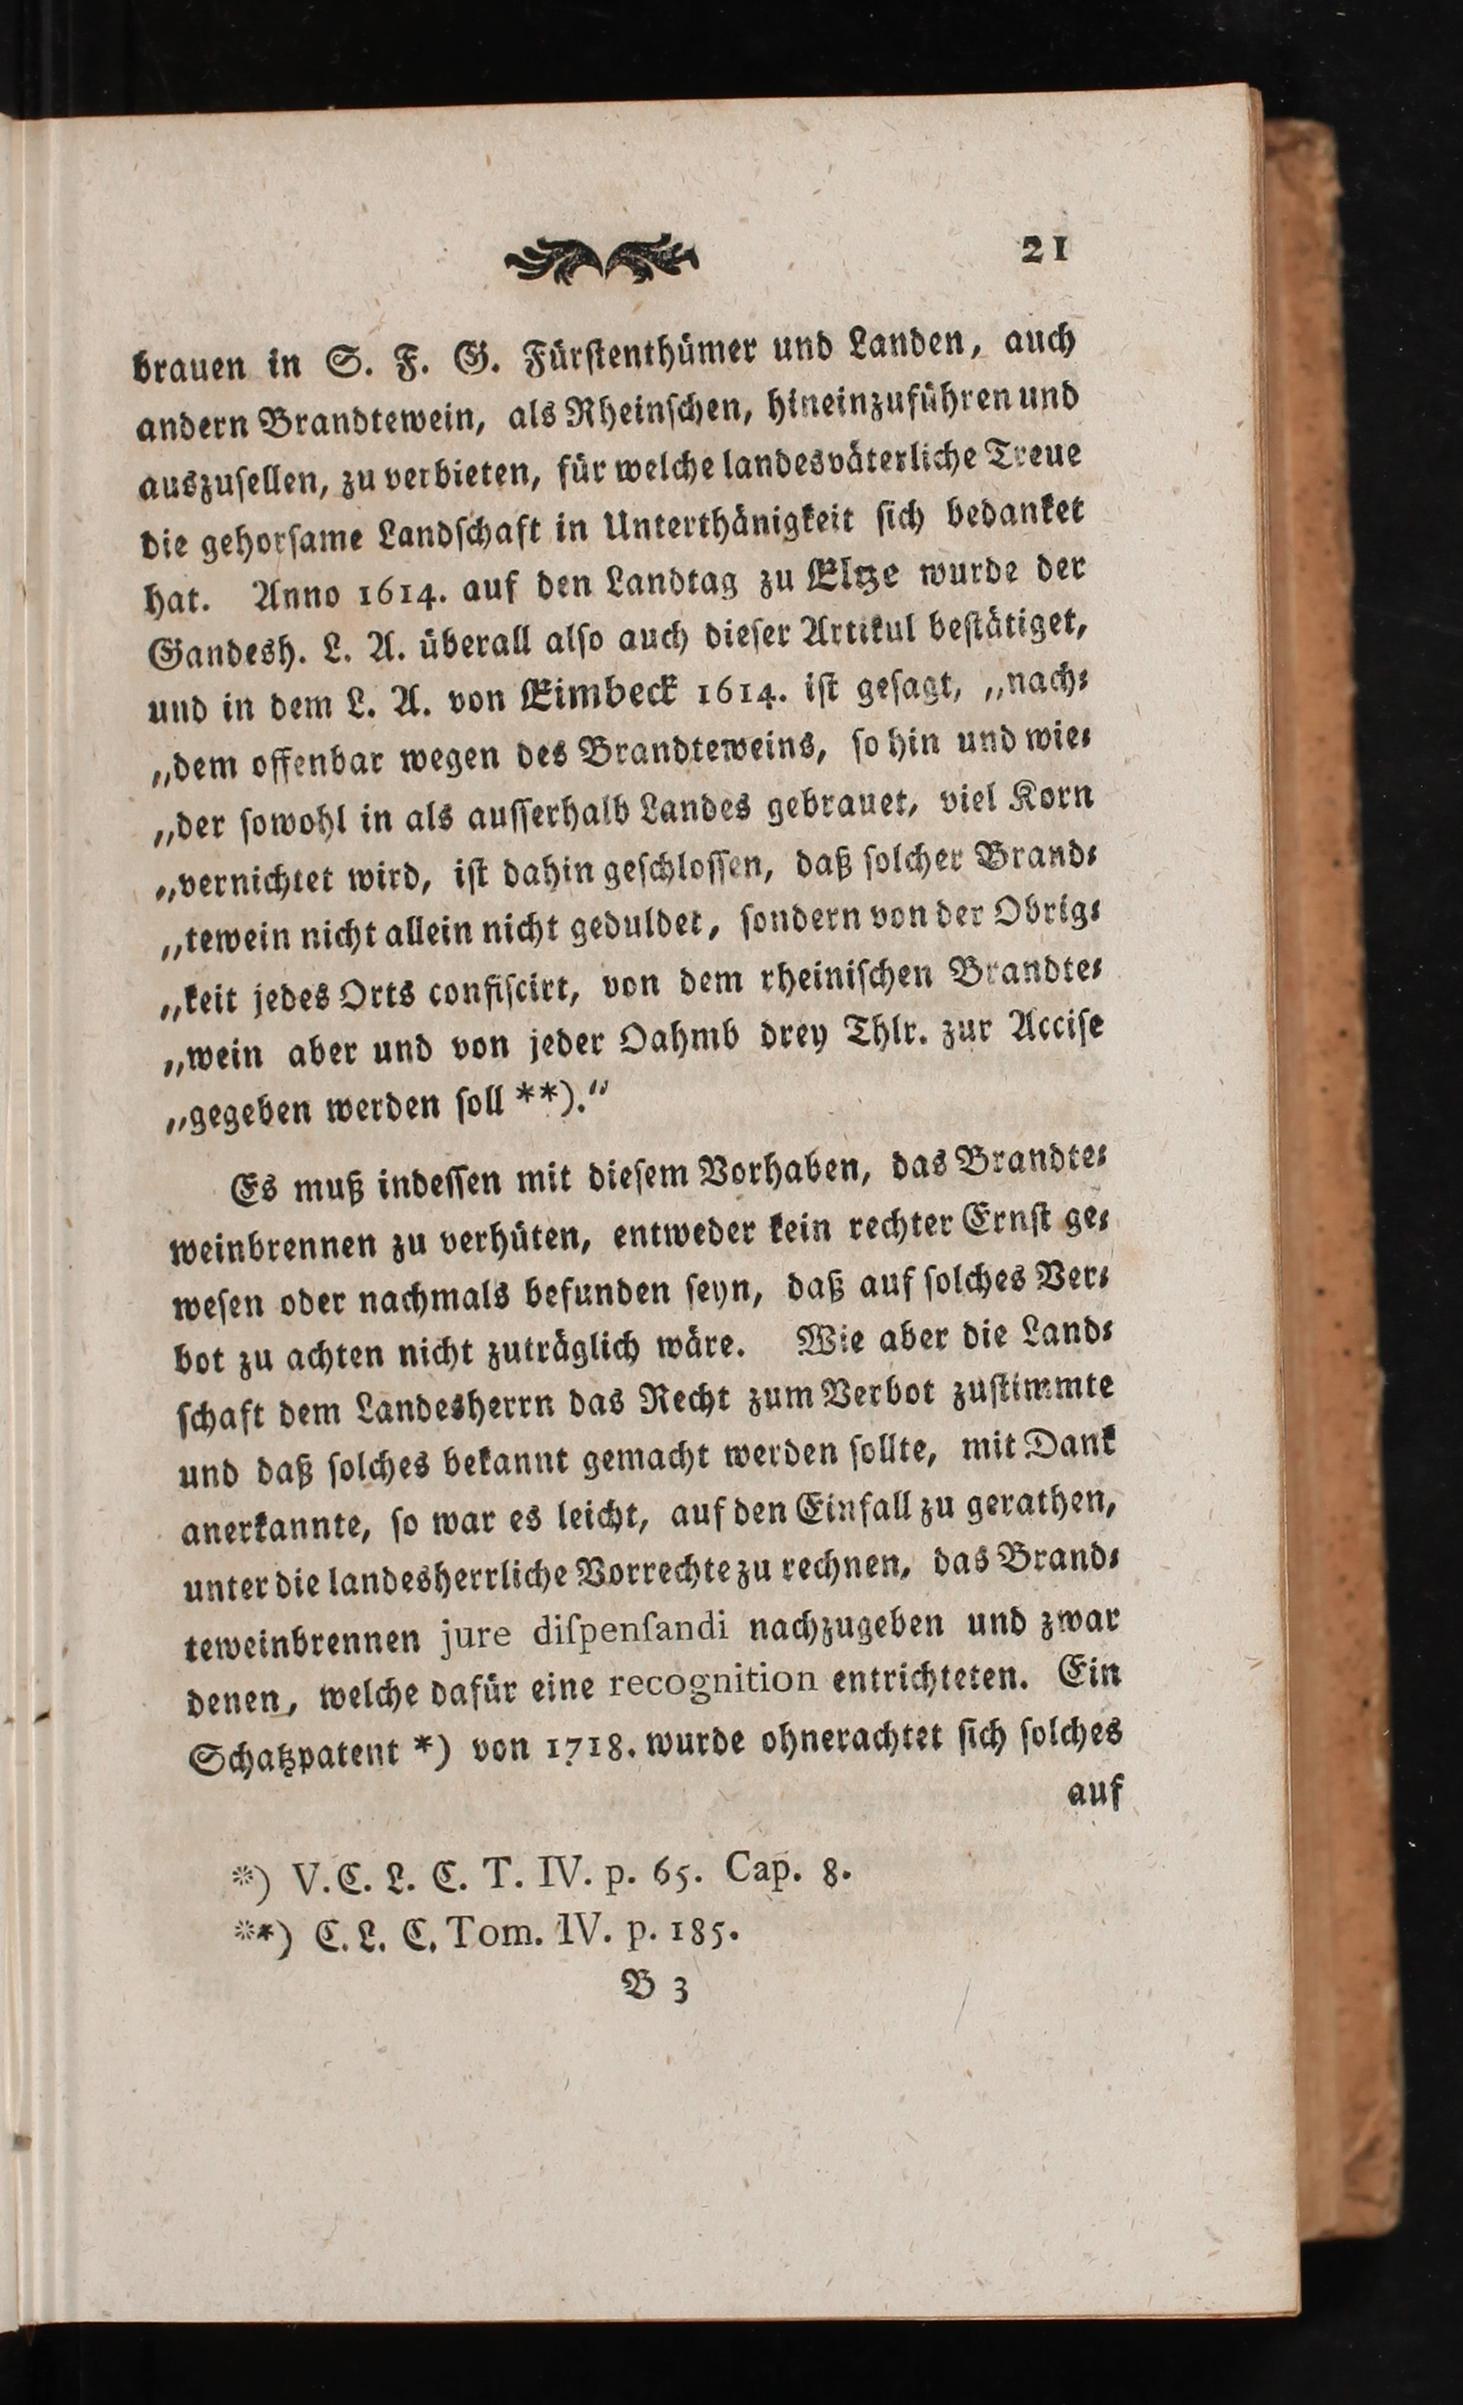 21
brauen in S. F. G. Fürſtenthümer und Landen, auch
andern Brandtewein, als Rheinſchen, hineinzuführen und
auszuſellen, zu verbieten, für welche landesväterliche Treue
die gehorſame Landſchaft in Unterthänigkeit ſich bedanket
hat. Anno 1614. auf den Landtag zu Eltze wurde der
Gandesh. L. A. überall alſo auch dieſer Artikul beſtätiget,
und in dem L. A. von Eimbeck 1614. iſt geſagt, „nach⸗
„dem offenbar wegen des Brandteweins, ſo hin und wie⸗
„der ſowohl in als auſſerhalb Landes gebrauet, viel Korn
„vernichtet wird, iſt dahin geſchloſſen, daß ſolcher Brand⸗
„tewein nicht allein nicht geduldet, ſondern von der Obrig⸗
„keit jedes Orts confiſcirt, von dem rheiniſchen Brandte⸗
„wein aber und von jeder Oahmb drey Thlr. zur Acciſe
„gegeben werden ſoll **).“
Es muß indeſſen mit dieſem Vorhaben, das Brandte⸗
weinbrennen zu verhüten, entweder kein rechter Ernſt ge⸗
weſen oder nachmals befunden ſeyn, daß auf ſolches Ver⸗
bot zu achten nicht zuträglich wäre. Wie aber die Land⸗
ſchaft dem Landesherrn das Recht zum Verbot zuſtimmte
und daß ſolches bekannt gemacht werden ſollte, mit Dank
anerkannte, ſo war es leicht, auf den Einfall zu gerathen,
unter die landesherrliche Vorrechte zu rechnen, das Brand⸗
teweinbrennen jure diſpenſandi nachzugeben und zwar
denen, welche dafür eine recognition entrichteten. Ein
Schatzpatent *) von 1718. wurde ohnerachtet ſich ſolches
auf
*) V. C. L. C. T. IV. p. 65. Cap. 8.
**) C. L. C. Tom. IV. p. 185.
B 3